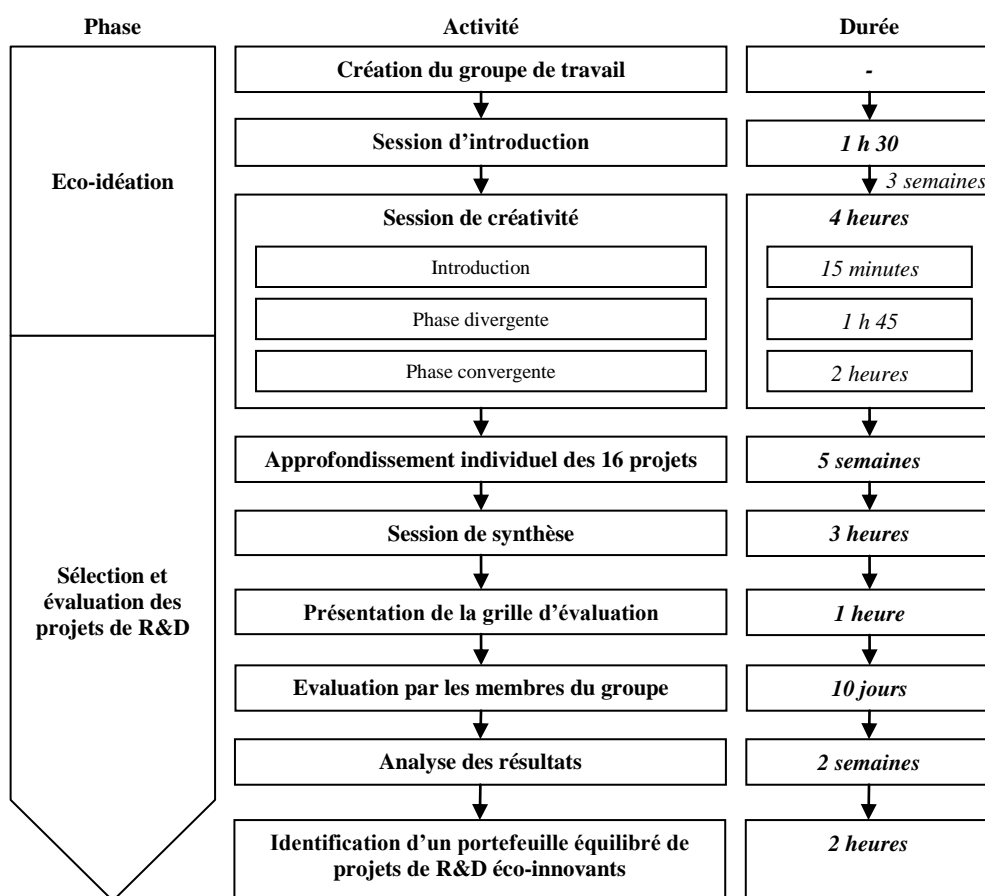 Phase
Activité
Durée
Création du groupe de travail
-
Session d'introduction
1 h 30
Eco-idéation
3 semaines
Session de créativité
4 heures
Introduction
15 minutes
Phase divergente
1 h 45
Phase convergente
2 heures
Approfondissement individuel des 16 projets
5 semaines
Session de synthèse
3 heures
Sélection et
évaluation des
projets de R&D
Présentation de la grille d'évaluation
1 heure
Evaluation par les membres du groupe
10 jours
Analyse des résultats
2 semaines
Identification d'un portefeuille équilibré de
projets de R&D éco-innovants
2 heures